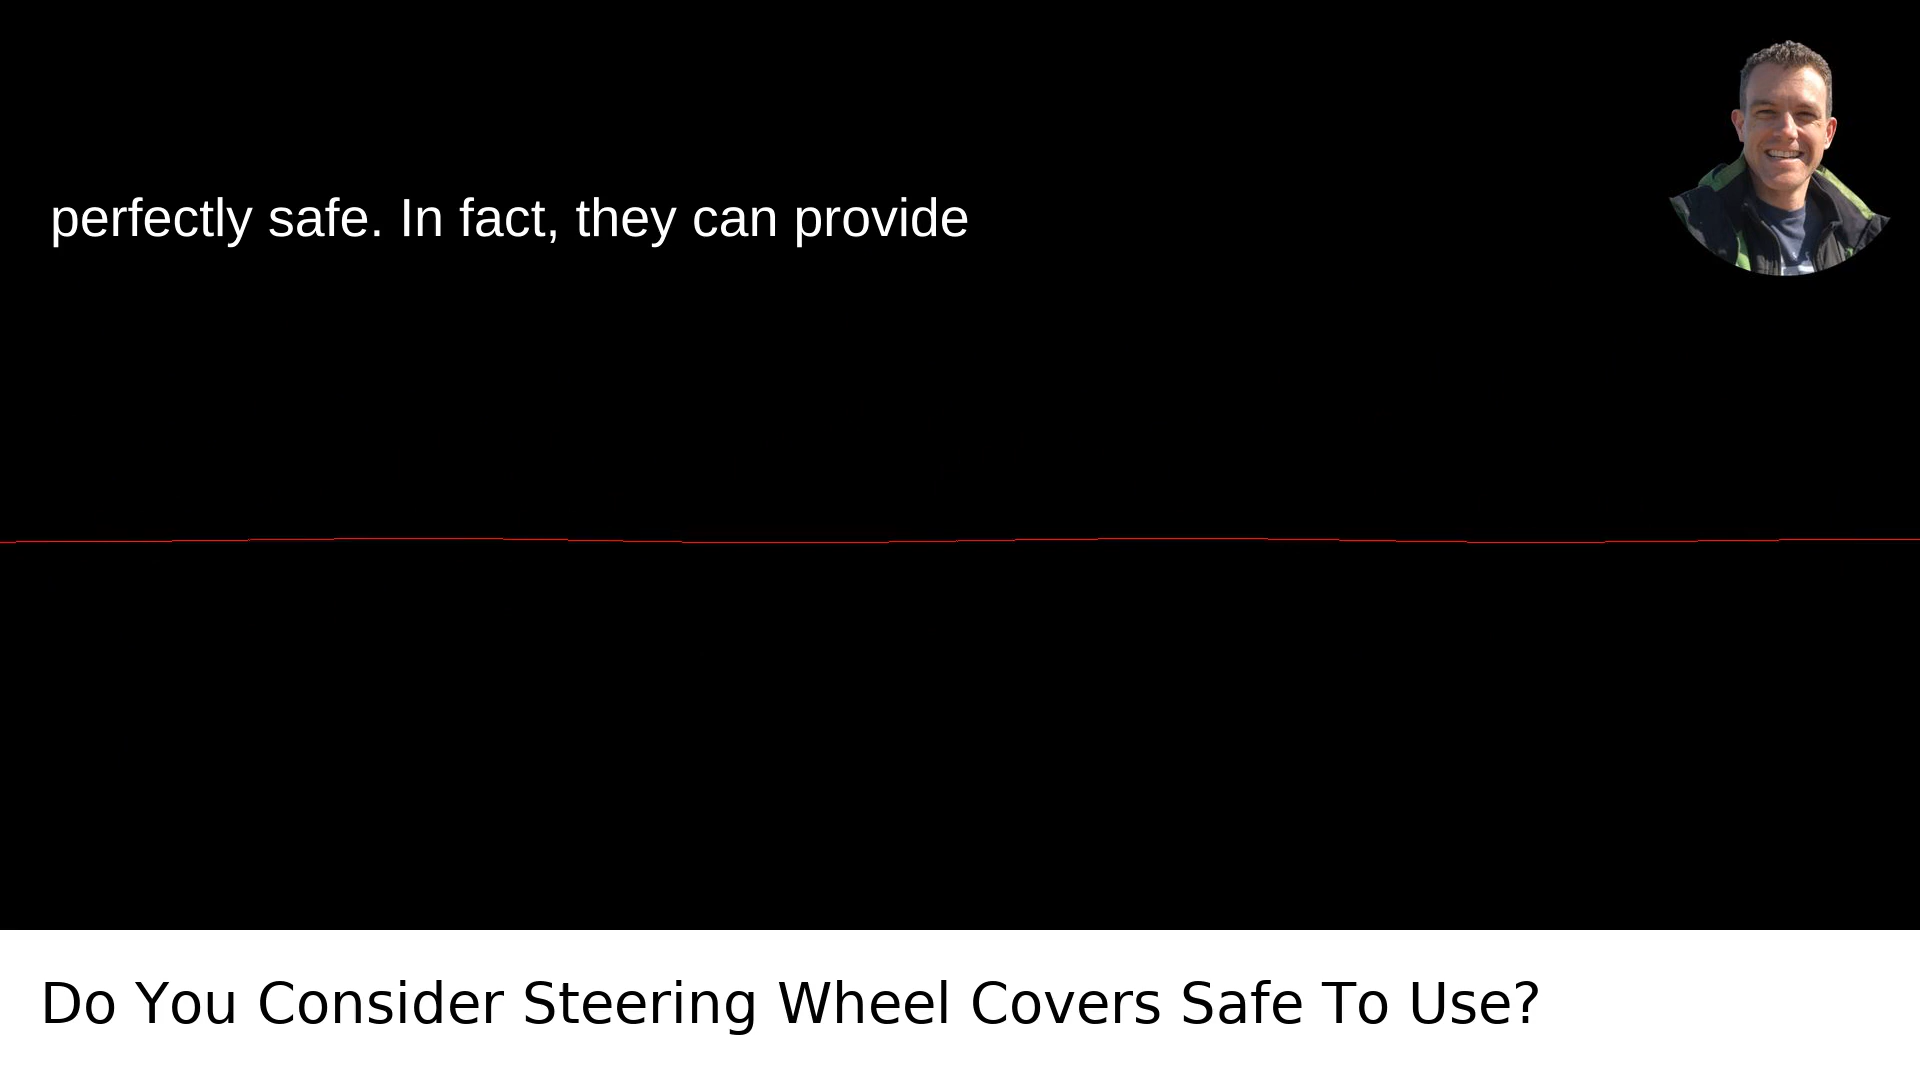 perfectly safe. In fact, they can provide
Do You Consider Steering Wheel Covers Safe To Use?